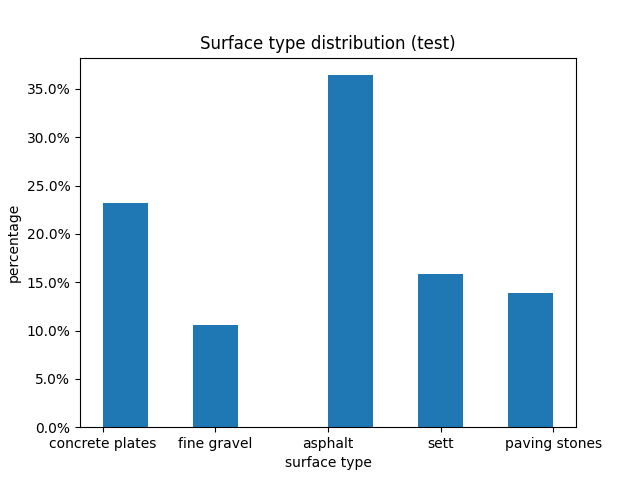 Surface type distribution (test)
35.0%
30.0%
25.0%
20.0%
15.0%
10.0%
5.0%
0.0%
percentage
concrete plates fine gravel asphalt sett paving stones
surface type